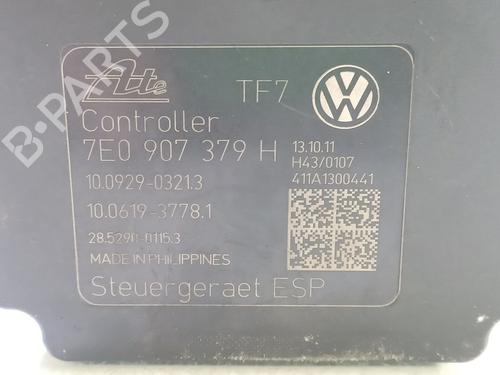 Ate TF7
Controller
7E0 907 379 H
13.10.11
H43/0107
411A1300441
10.0929-0321.3
10.0619-3778.1
28.5290-0115.3
MADE IN PHILIPPINES
Steuergeraet ESP
B-PARTS